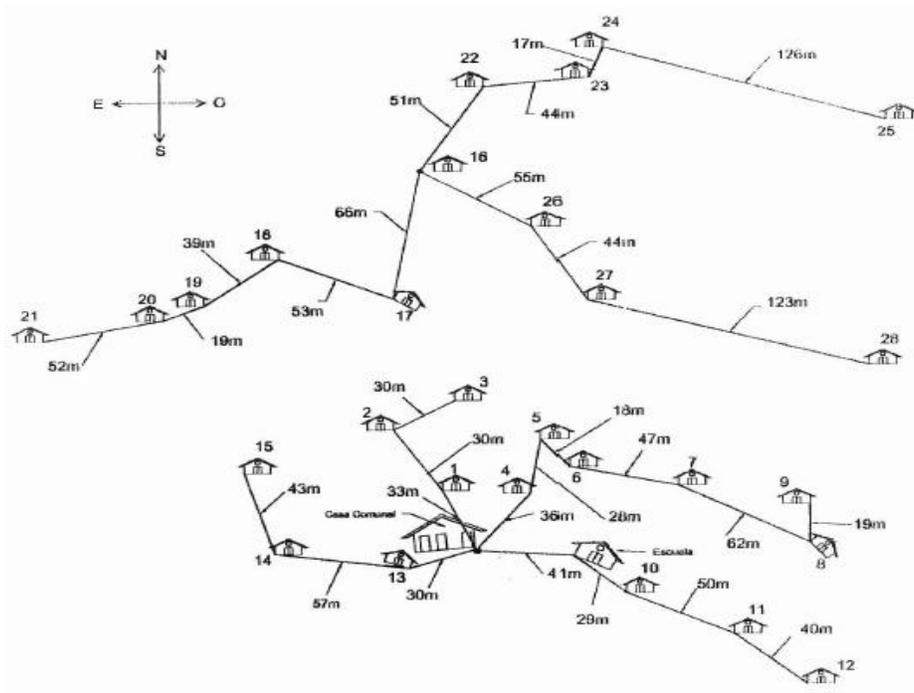 24
17m
126m
22
N
23
25
E
O
51m
44m
S
16
55m
26
66m
18
39m
44m
27
19
53m
17
123m
20
21
19m
28
52m
30m
3
2
5
18m
47m
15
30m
7
1
4
9
43m
33m
Casa Comunal
6
36m
28m
19m
62m
8
14
Escuela
13
41m
10
57m
30m
50m
29m
11
40m
12